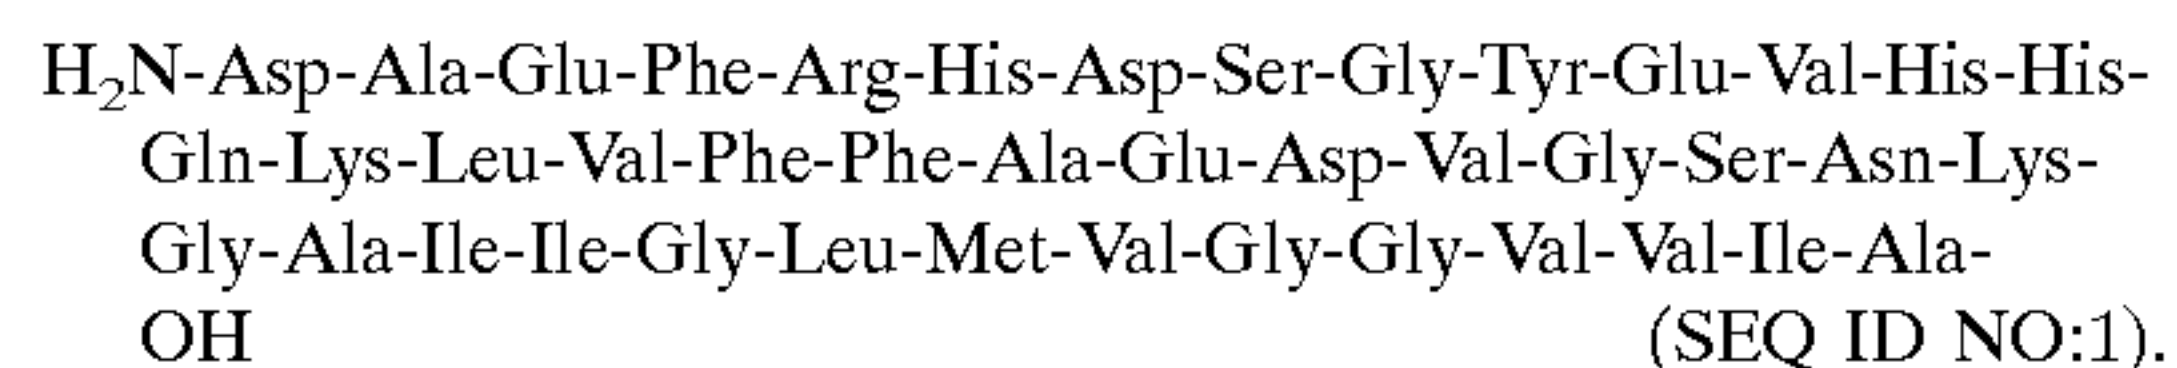 H₂N-Asp-Ala-Glu-Phe-Arg-His-Asp-Ser-Gly-Tyr-Glu-Val-His-His-
Gln-Lys-Leu-Val-Phe-Phe-Ala-Glu-Asp-Val-Gly-Ser-Asn-Lys-
Gly-Ala-Ile-Ile-Gly-Leu-Met-Val-Gly-Gly-Val-Val-Ile-Ala-
OH (SEQ ID NO:1).